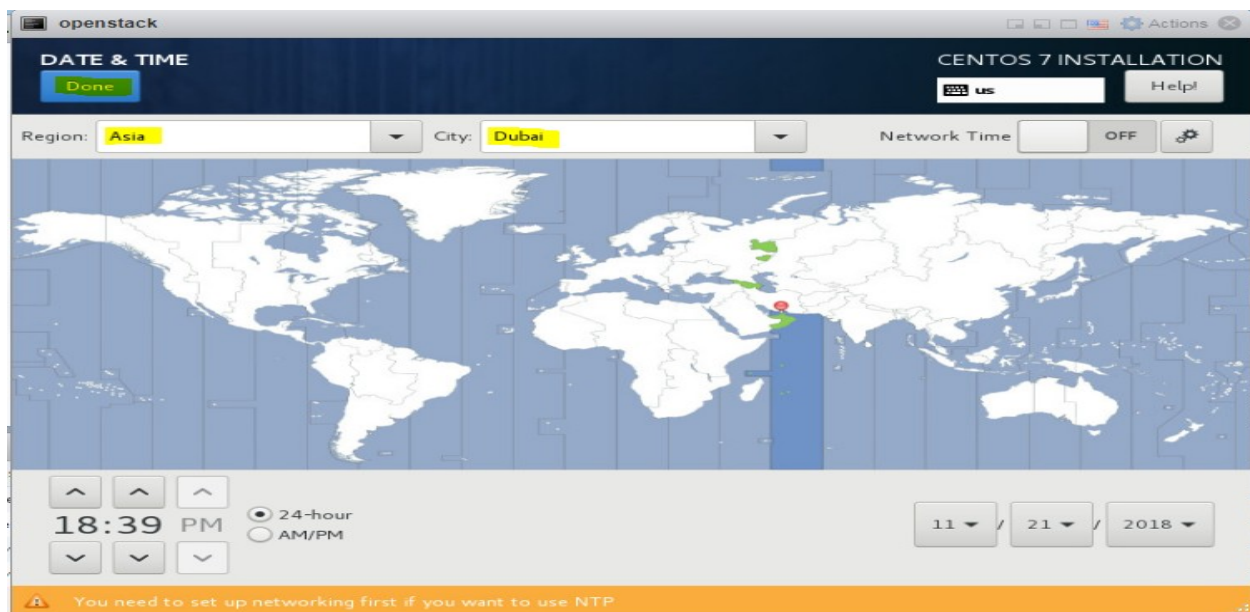 openstack
Actions
DATE & TIME
CENTOS 7 INSTALLATION
Done
us
Help!
Region: Asia City: Dubai Network Time OFF
18:39 PM
24-hour
AM/PM
11 / 21 / 2018
You need to set up networking first if you want to use NTP